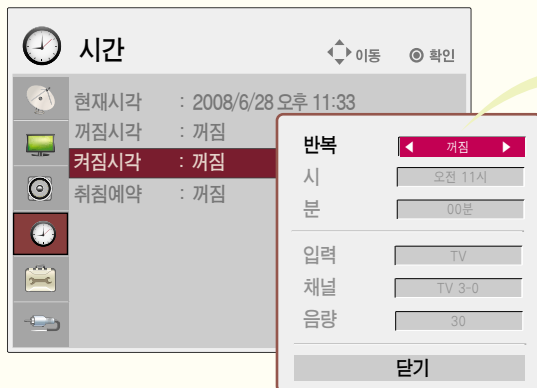 시간
이동 확인
현재시각 : 2008/6/28 오후 11:33
꺼짐시각 : 꺼짐
켜짐시각 : 꺼짐
취침예약 : 꺼짐
반복 꺼짐
시 오전 11시
분 00분
입력 TV
채널 TV 3-0
음량 30
닫기